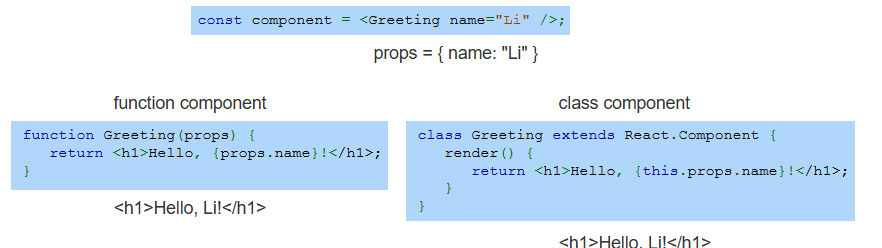 const component = <Greeting name="Li" />;
props = { name: "Li" }
function component
function Greeting(props) {
return <h1>Hello, {props.name}!</h1>;
}
<h1>Hello, Li!</h1>
class component
class Greeting extends React.Component {
render() {
return <h1>Hello, {this.props.name}!</h1>;
}
}
<h1>Hello, Li!</h1>